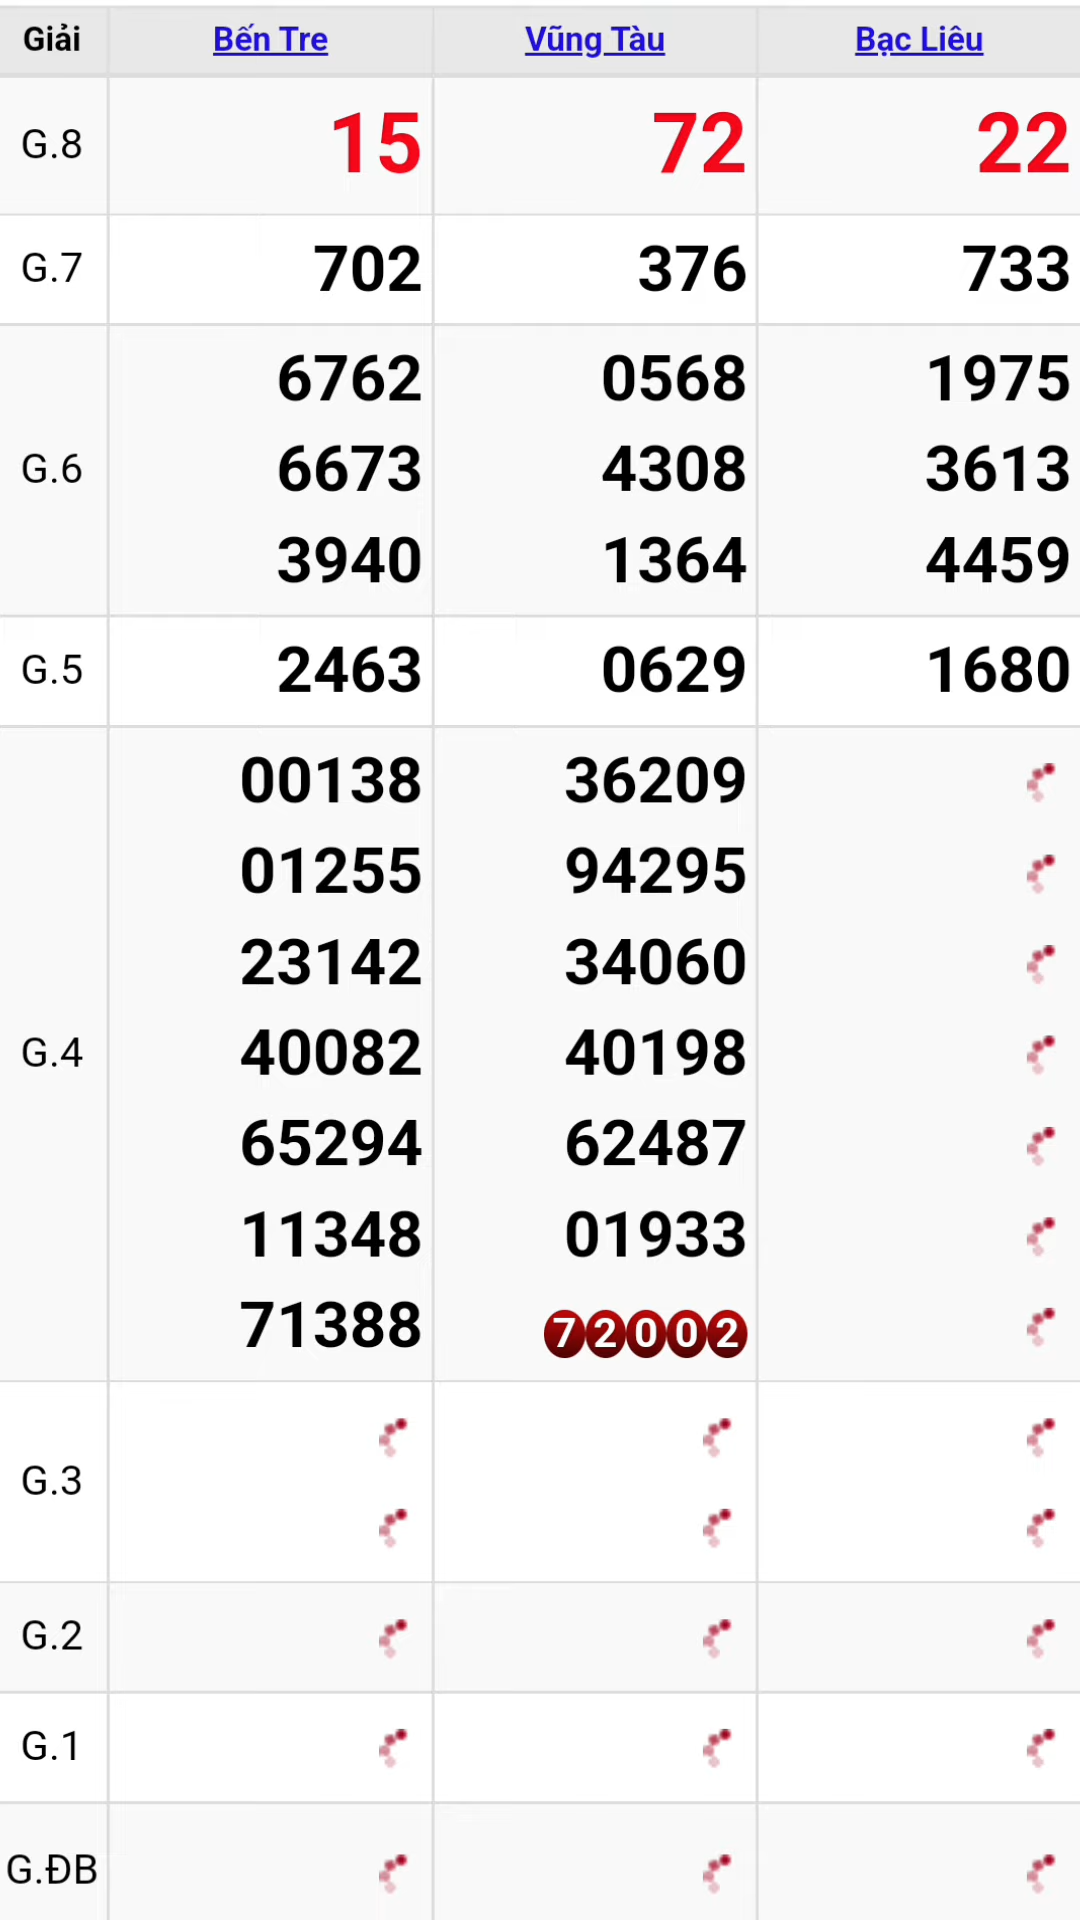 Giải Bến Tre Vũng Tàu Bạc Liêu
G.8 15 72 22
G.7 702 376 733
6762 0568 1975
G.6 6673 4308 3613
3940 1364 4459
G.5 2463 0629 1680
00138 36209
01255 94295
23142 34060
G.4 40082 40198
65294 62487
11348 01933
71388 72002
G.3
G.2
G.1
G.ĐB